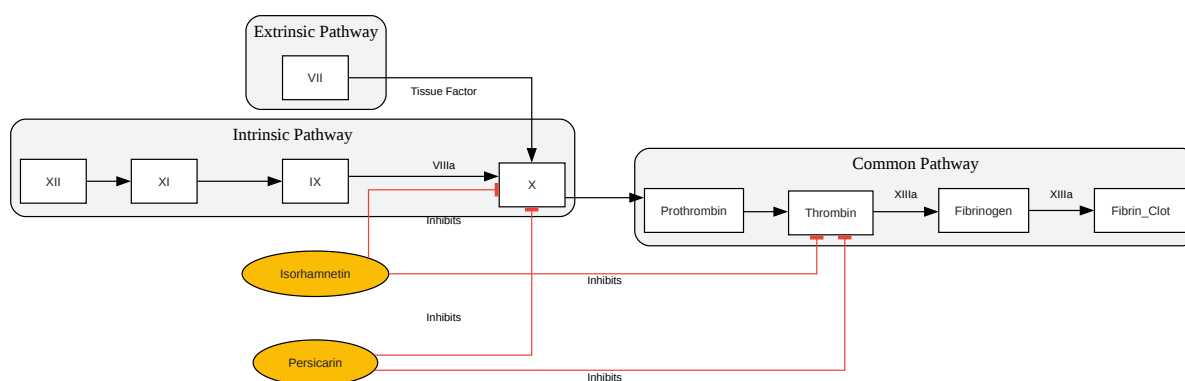 Extrinsic Pathway
VII
Tissue Factor
Intrinsic Pathway
XII
XI
IX
VIIIa
X
Common Pathway
Prothrombin
Thrombin
XIIIa
Fibrinogen
XIIIa
Fibrin_Clot
Inhibits
Isorhamnetin
Inhibits
Inhibits
Persicarin
Inhibits